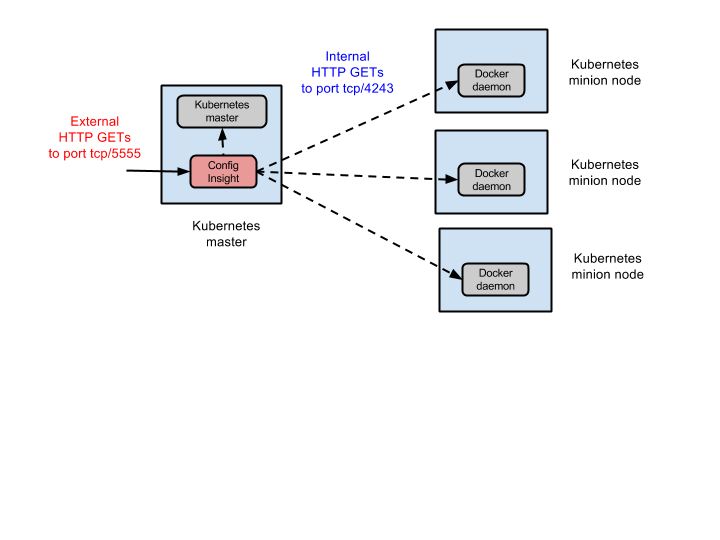 External
HTTP GETs
to port tcp/5555
Kubernetes
master
Config
Insight
Kubernetes
master
Internal
HTTP GETs
to port tcp/4243
Docker
daemon
Kubernetes
minion node
Docker
daemon
Kubernetes
minion node
Docker
daemon
Kubernetes
minion node